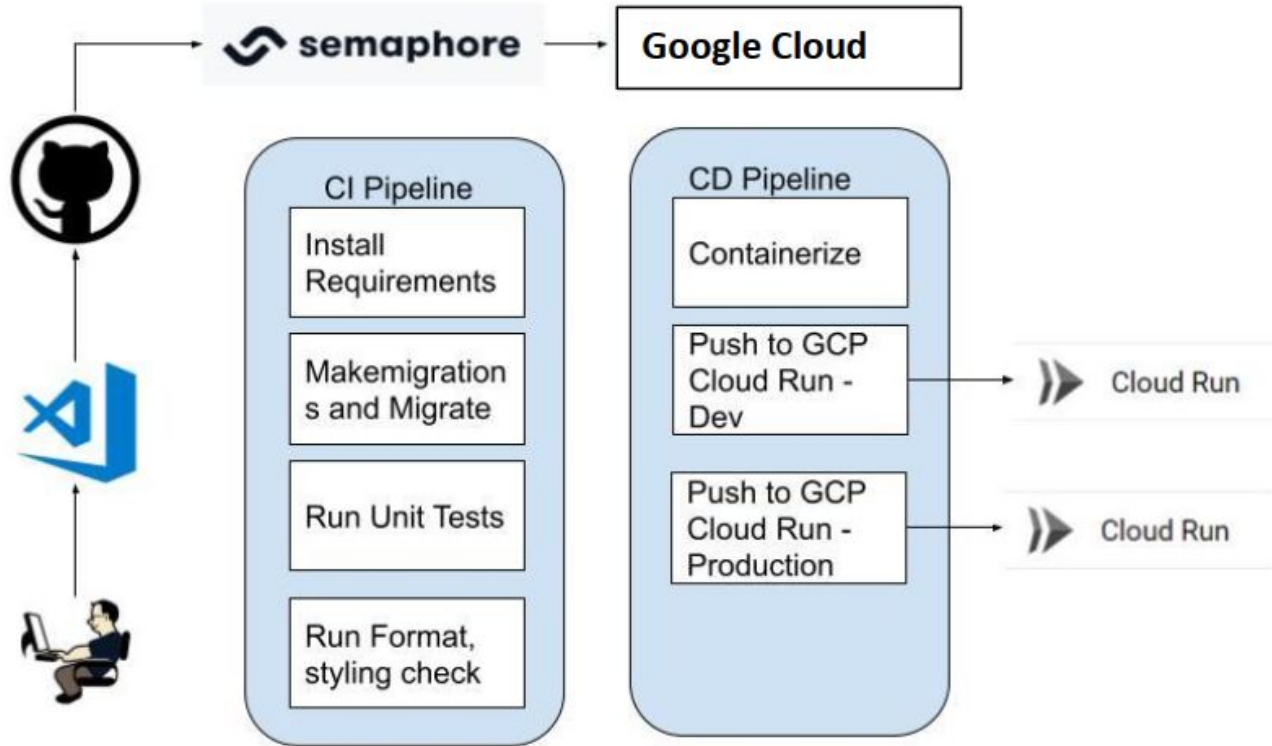 semaphore
Google Cloud
CI Pipeline
Install
Requirements
Makemigration
s and Migrate
Run Unit Tests
Run Format,
styling check
CD Pipeline
Containerize
Push to GCP
Cloud Run -
Dev
Cloud Run
Push to GCP
Cloud Run -
Production
Cloud Run